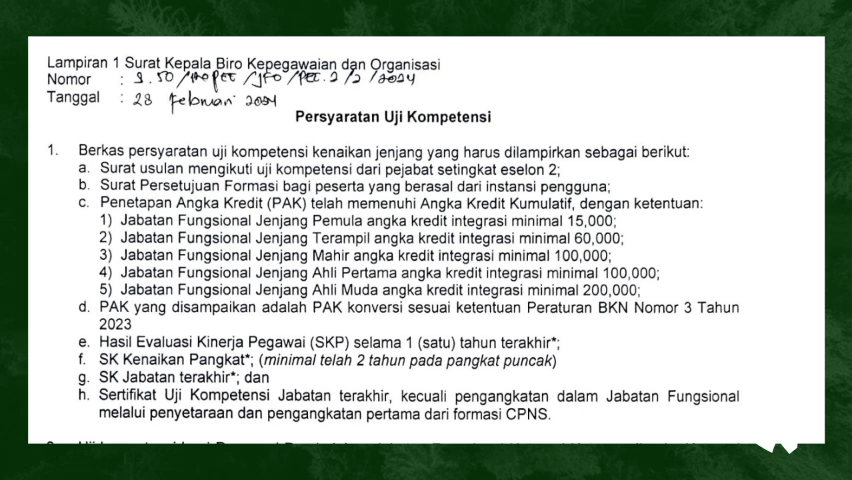 Lampiran 1 Surat Kepala Biro Kepegawaian dan Organisasi
Nomor :
Tanggal : 28 Februari 2024
Persyaratan Uji Kompetensi
1. Berkas persyaratan uji kompetensi kenaikan jenjang yang harus dilampirkan sebagai berikut:
a. Surat usulan mengikuti uji kompetensi dari pejabat setingkat eselon 2;
b. Surat Persetujuan Formasi bagi peserta yang berasal dari instansi pengguna;
c. Penetapan Angka Kredit (PAK) telah memenuhi Angka Kredit Kumulatif, dengan ketentuan:
1) Jabatan Fungsional Jenjang Pemula angka kredit integrasi minimal 15,000;
2) Jabatan Fungsional Jenjang Terampil angka kredit integrasi minimal 60,000;
3) Jabatan Fungsional Jenjang Mahir angka kredit integrasi minimal 100,000;
4) Jabatan Fungsional Jenjang Ahli Pertama angka kredit integrasi minimal 100,000;
5) Jabatan Fungsional Jenjang Ahli Muda angka kredit integrasi minimal 200,000;
d. PAK yang disampaikan adalah PAK konversi sesuai ketentuan Peraturan BKN Nomor 3 Tahun
2023
e. Hasil Evaluasi Kinerja Pegawai (SKP) selama 1 (satu) tahun terakhir*;
f. SK Kenaikan Pangkat*; (minimal telah 2 tahun pada pangkat puncak)
g. SK Jabatan terakhir*; dan
h. Sertifikat Uji Kompetensi Jabatan terakhir, kecuali pengangkatan dalam Jabatan Fungsional
melalui penyetaraan dan pengangkatan pertama dari formasi CPNS.